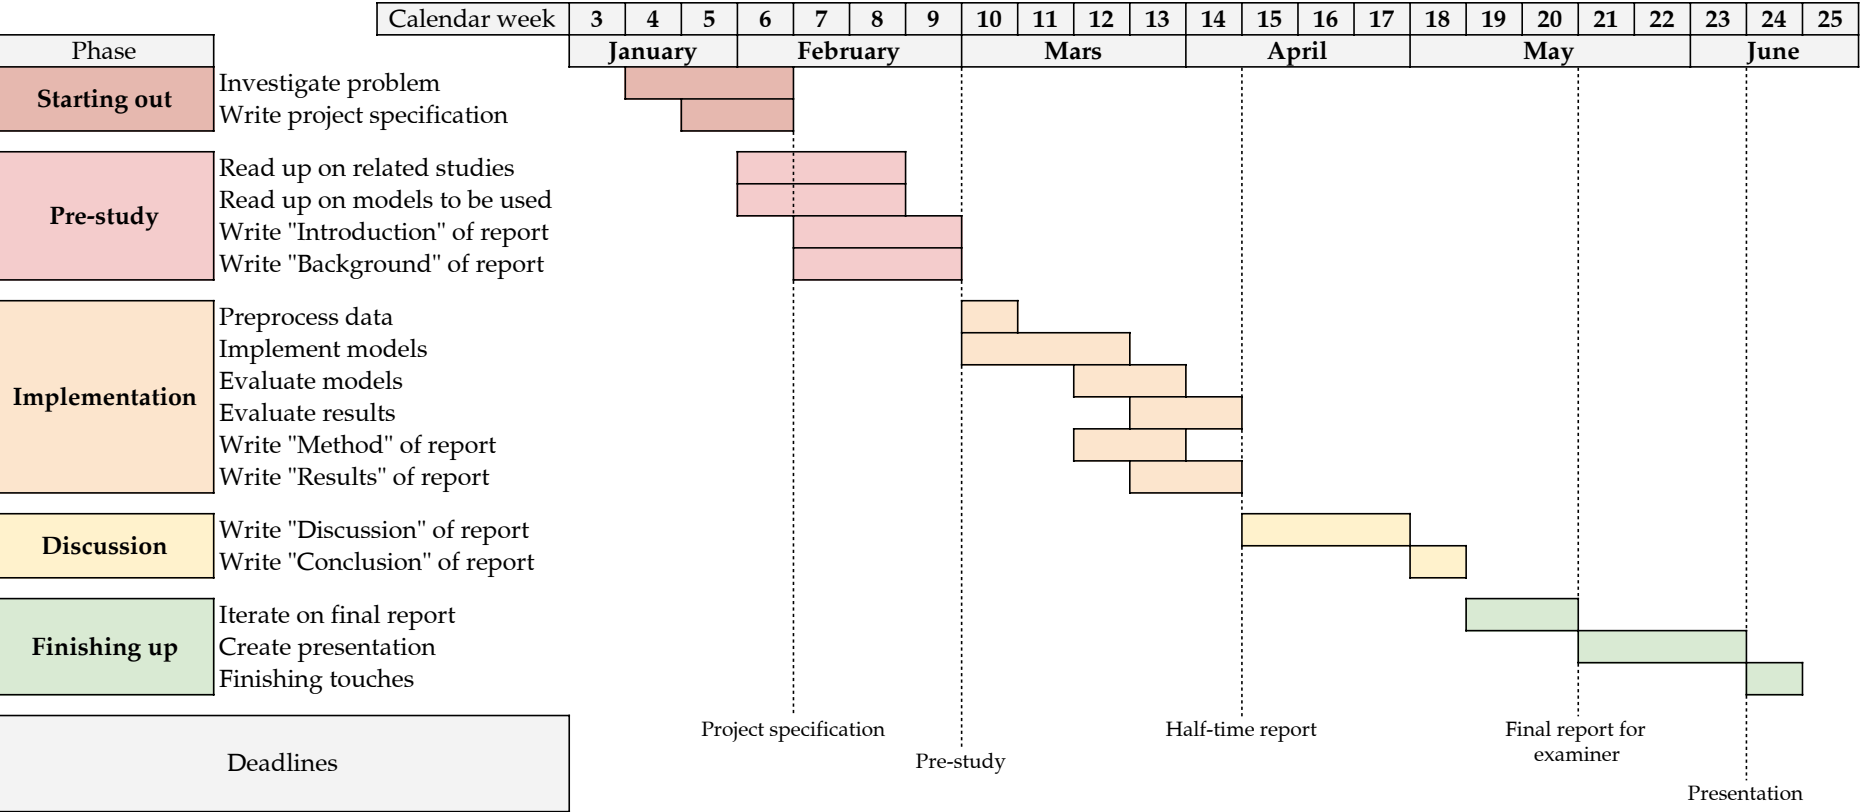 Calendar week 3 4 5 6 7 8 9 10 11 12 13 14 15 16 17 18 19 20 21 22 23 24 25
Phase January February Mars April May June
Starting out
Investigate problem
Write project specification
Pre-study
Read up on related studies
Read up on models to be used
Write "Introduction" of report
Write "Background" of report
Implementation
Preprocess data
Implement models
Evaluate models
Evaluate results
Write "Method" of report
Write "Results" of report
Discussion
Write "Discussion" of report
Write "Conclusion" of report
Finishing up
Iterate on final report
Create presentation
Finishing touches
Deadlines
Project specification
Pre-study
Half-time report
Final report for
examiner
Presentation